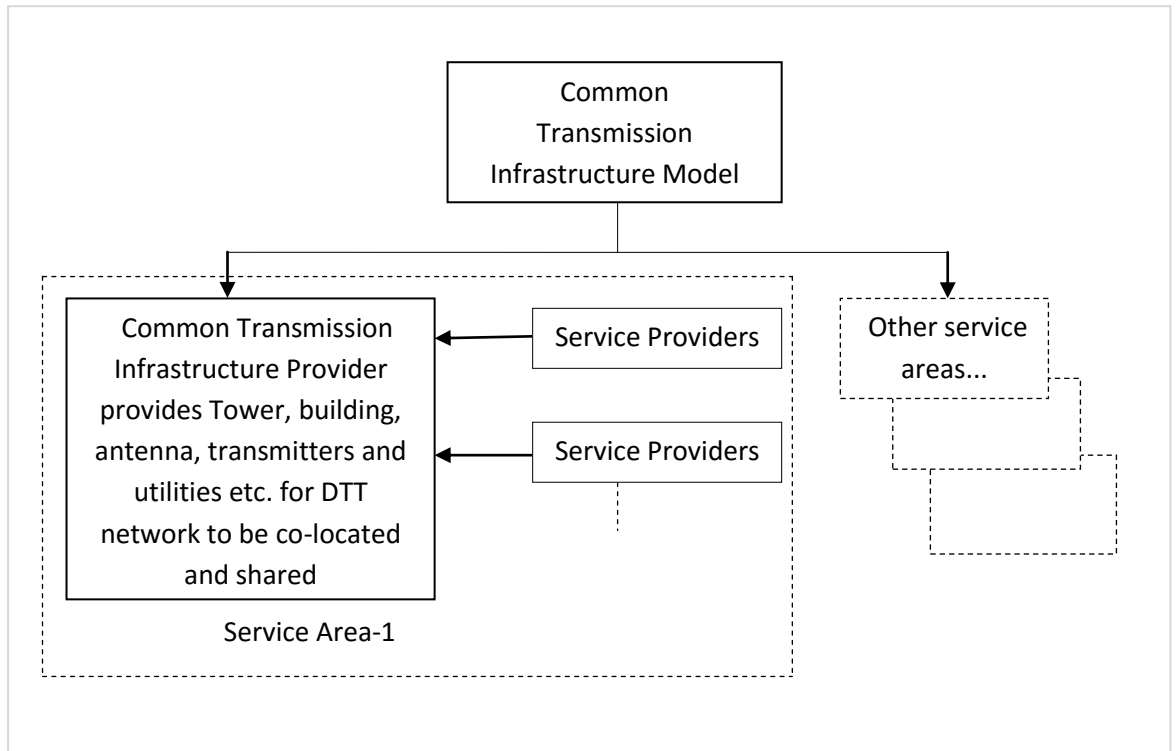 Common
Transmission
Infrastructure Model
Common Transmission
Infrastructure Provider
provides Tower, building,
antenna, transmitters and
utilities etc. for DTT
network to be co-located
and shared
Service Providers
Service Providers
Service Area-1
Other service
areas...